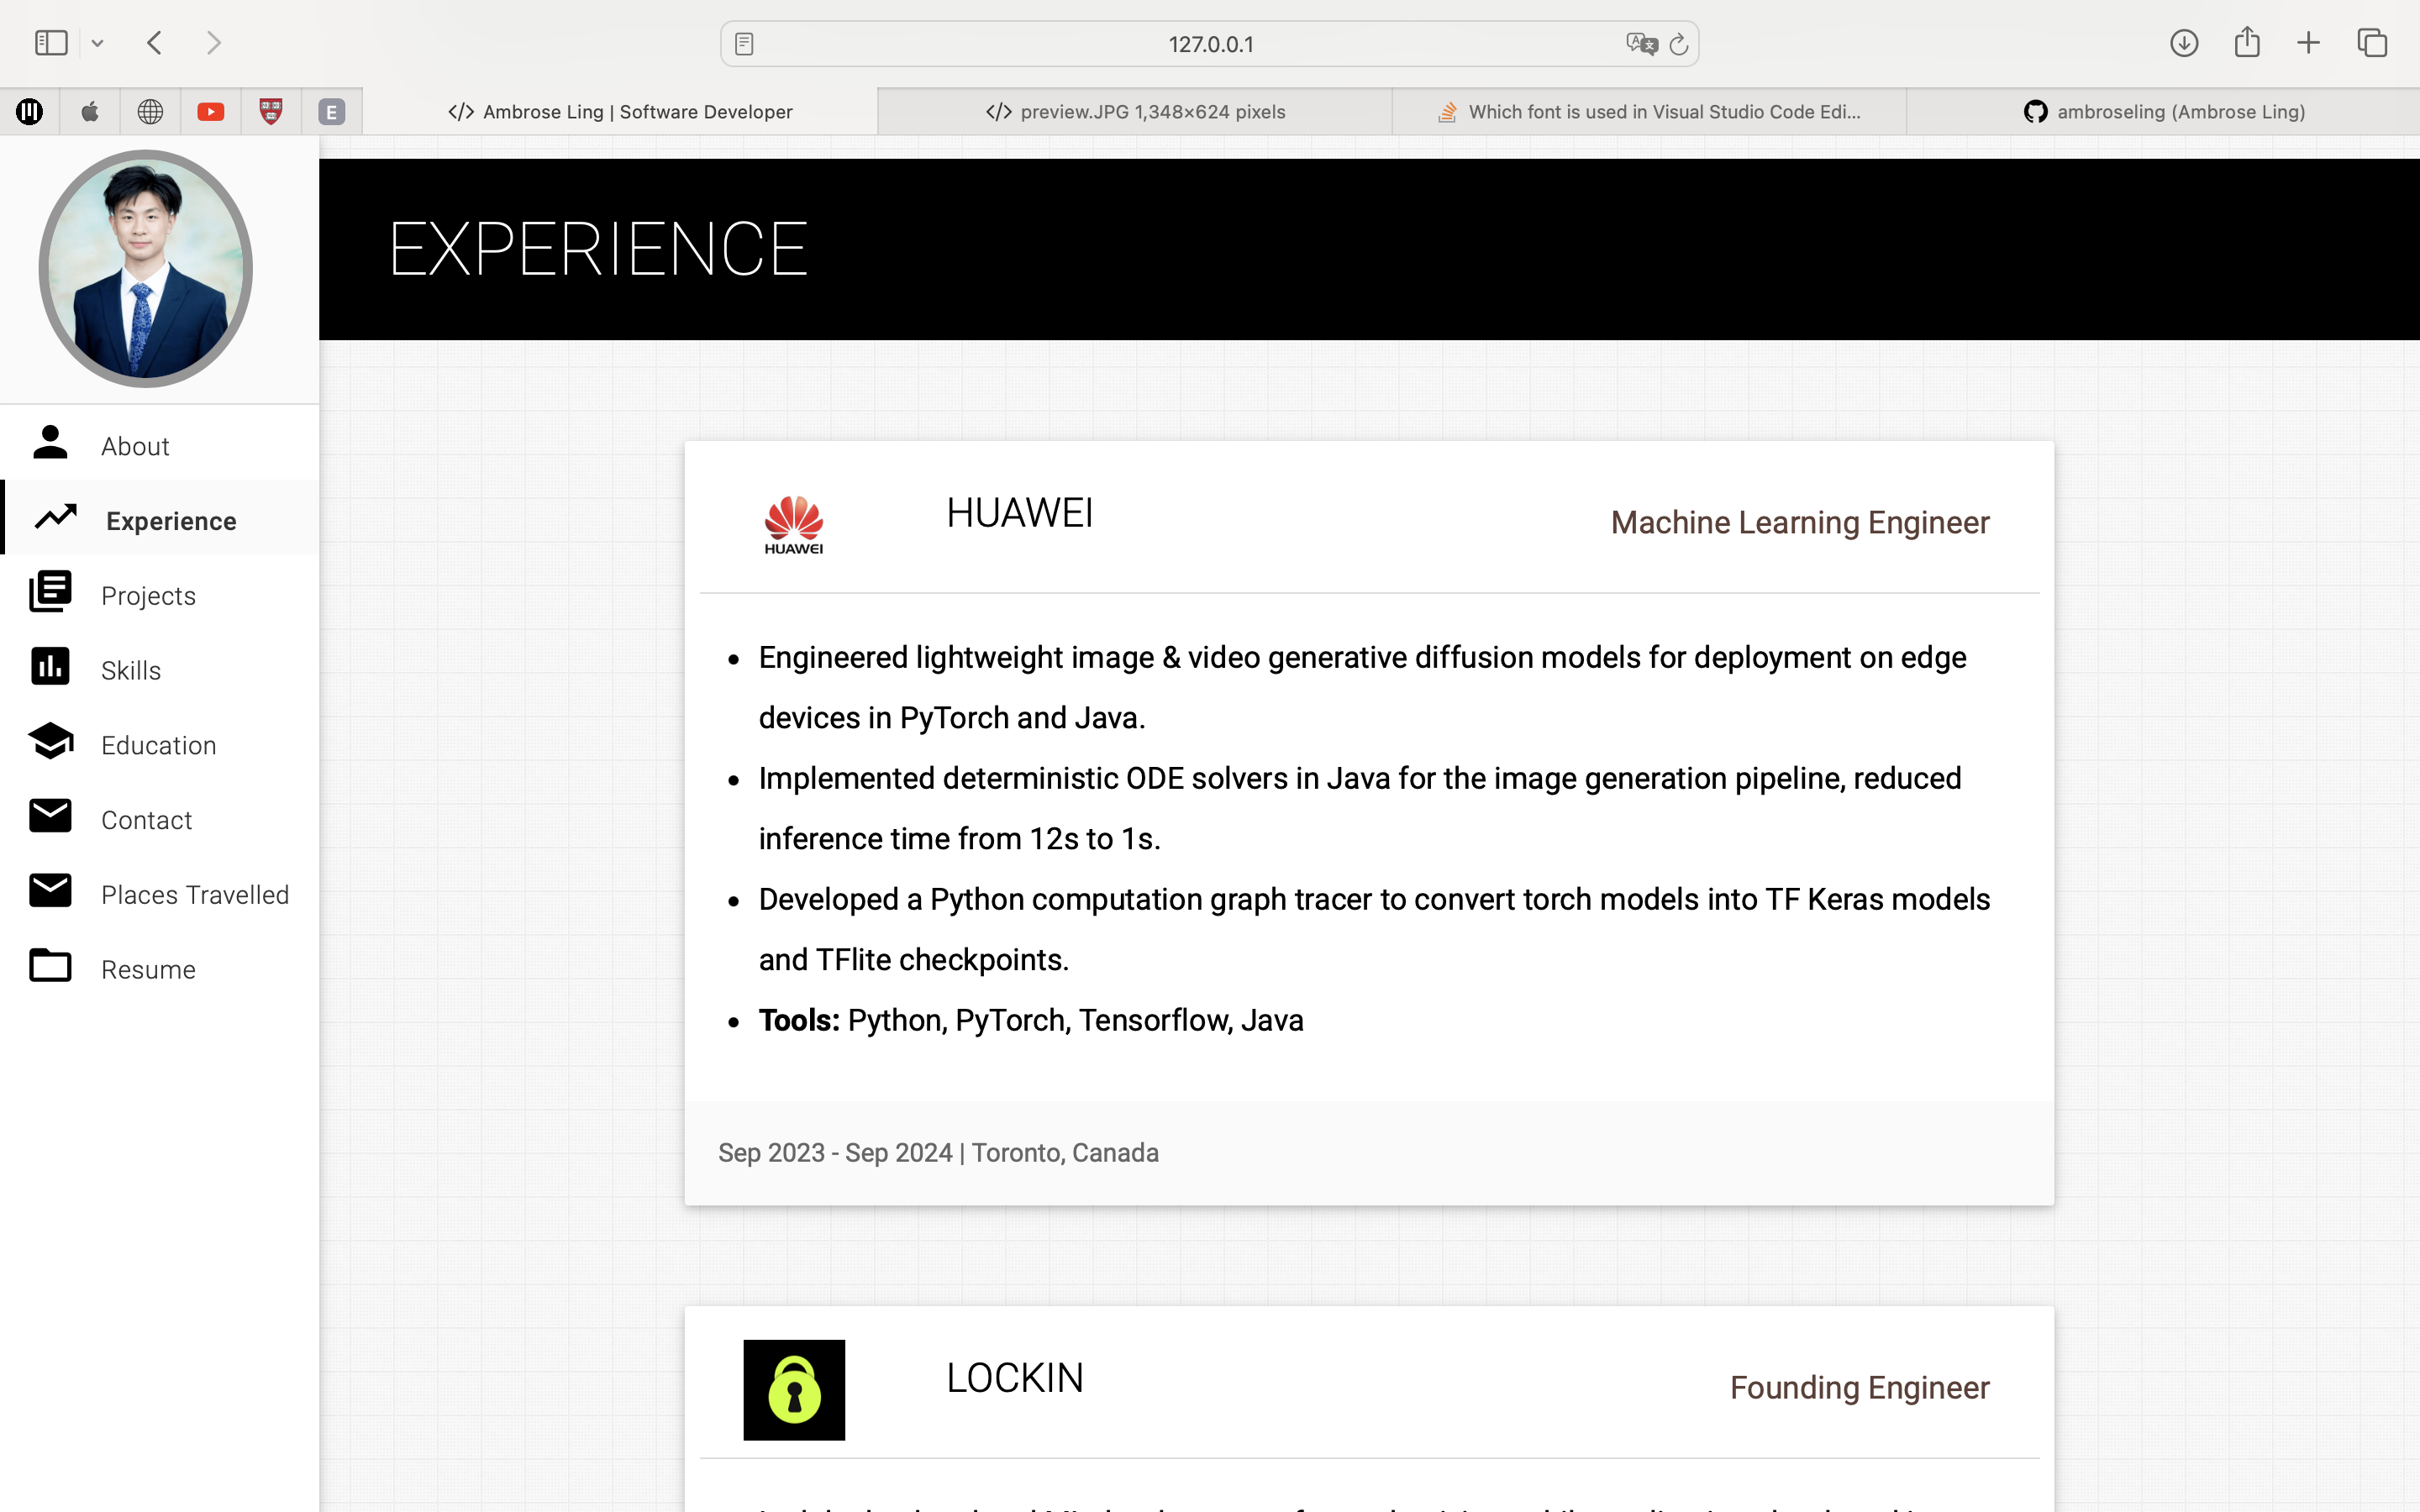 127.0.0.1
E
</> Ambrose Ling | Software Developer
</> preview.JPG 1,348×624 pixels
Which font is used in Visual Studio Code Edi...
ambroseling (Ambrose Ling)
EXPERIENCE
About
Experience
Projects
Skills
Education
Contact
Places Travelled
Resume
HUAWEI
HUAWEI
Machine Learning Engineer
• Engineered lightweight image & video generative diffusion models for deployment on edge
devices in PyTorch and Java.
• Implemented deterministic ODE solvers in Java for the image generation pipeline, reduced
inference time from 12s to 1s.
• Developed a Python computation graph tracer to convert torch models into TF Keras models
and TFlite checkpoints.
• Tools: Python, PyTorch, Tensorflow, Java
Sep 2023 - Sep 2024 | Toronto, Canada
LOCKIN
Founding Engineer